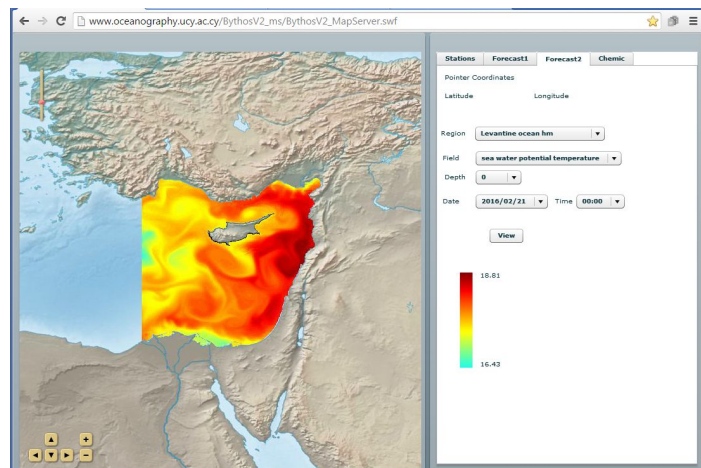 www.oceanography.ucy.ac.cy/BythosV2_ms/BythosV2_MapServer.swf
Stations Forecast1 Forecast2 Chemic
Pointer Coordinates
Latitude Longitude
Region Levantine ocean hm
Field sea water potential temperature
Depth 0
Date 2016/02/21 Time 00:00
View
18.81
16.43